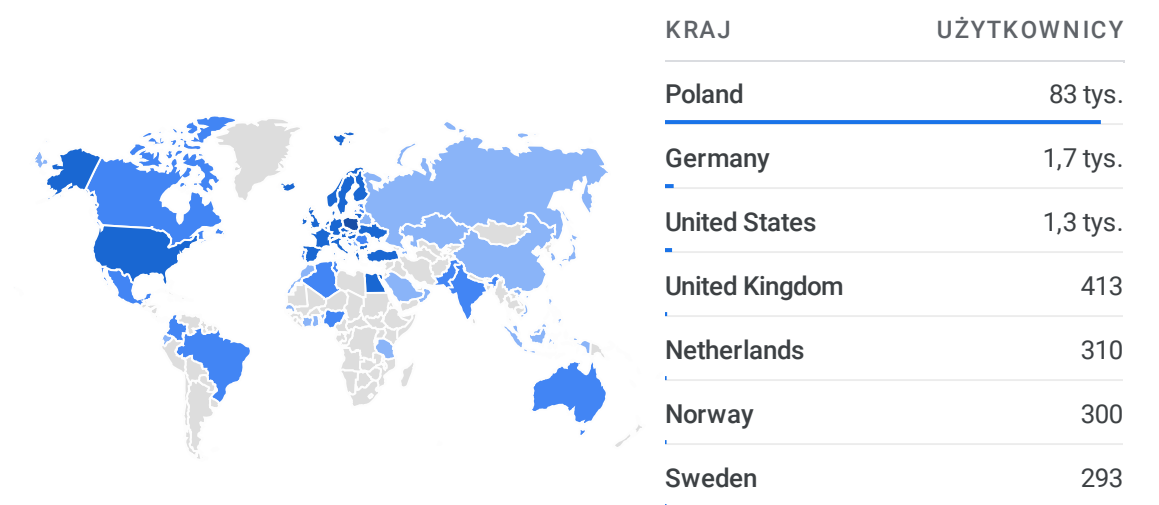 KRAJ UŻYTKOWNICY
Poland 83 tys.
Germany 1,7 tys.
United States 1,3 tys.
United Kingdom 413
Netherlands 310
Norway 300
Sweden 293